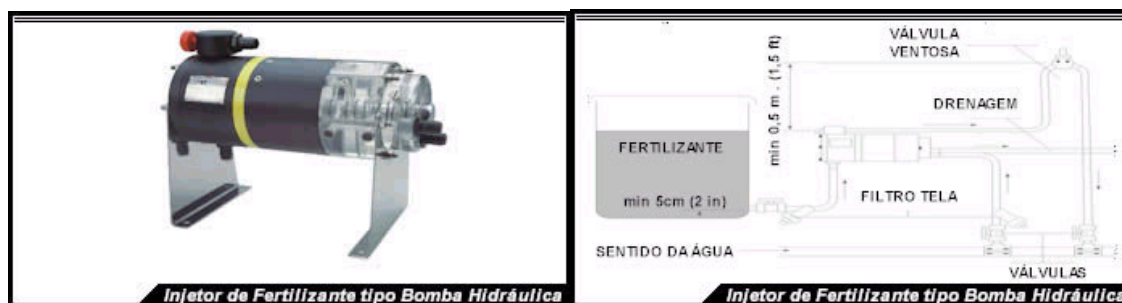 Injetor de Fertilizante tipo Bomba Hidráulica
VÁLVULA
VENTOSA
min 0,5 m . (1,5 ft)
DRENAGEM
FERTILIZANTE
min 5cm (2 in)
FILTRO TELA
SENTIDO DA ÁGUA
VÁLVULAS
Injetor de Fertilizante tipo Bomba Hidráulica